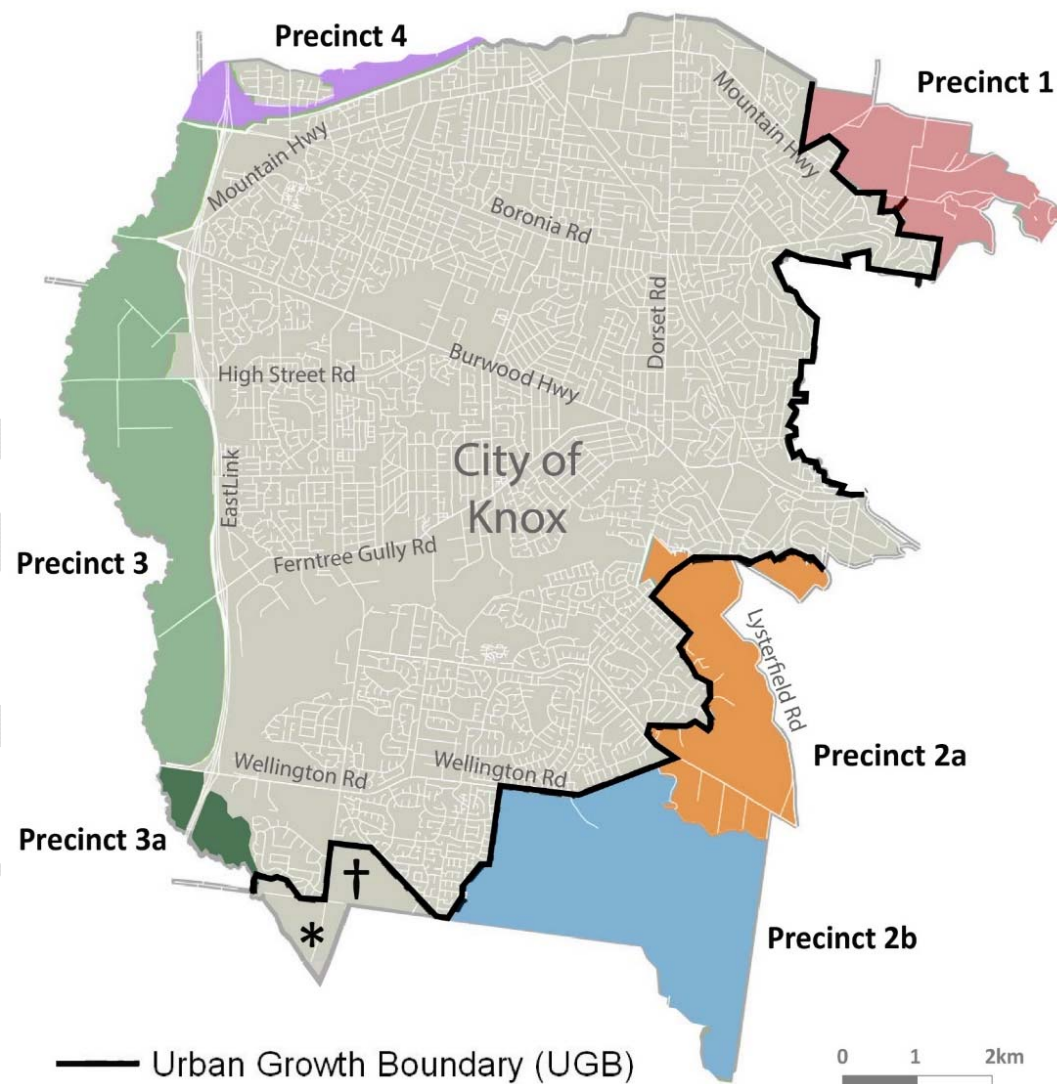 Precinct 4
Precinct 1
Mountain Hwy
Mountain Hwy
Boronia Rd
Dorset Rd
Burwood Hwy
High Street Rd
City of
Knox
EastLink
Precinct 3
Ferntree Gully Rd
Lysterfield Rd
Precinct 2a
Wellington Rd
Wellington Rd
Precinct 3a
†
*
Precinct 2b
Urban Growth Boundary (UGB)
0 1 2km